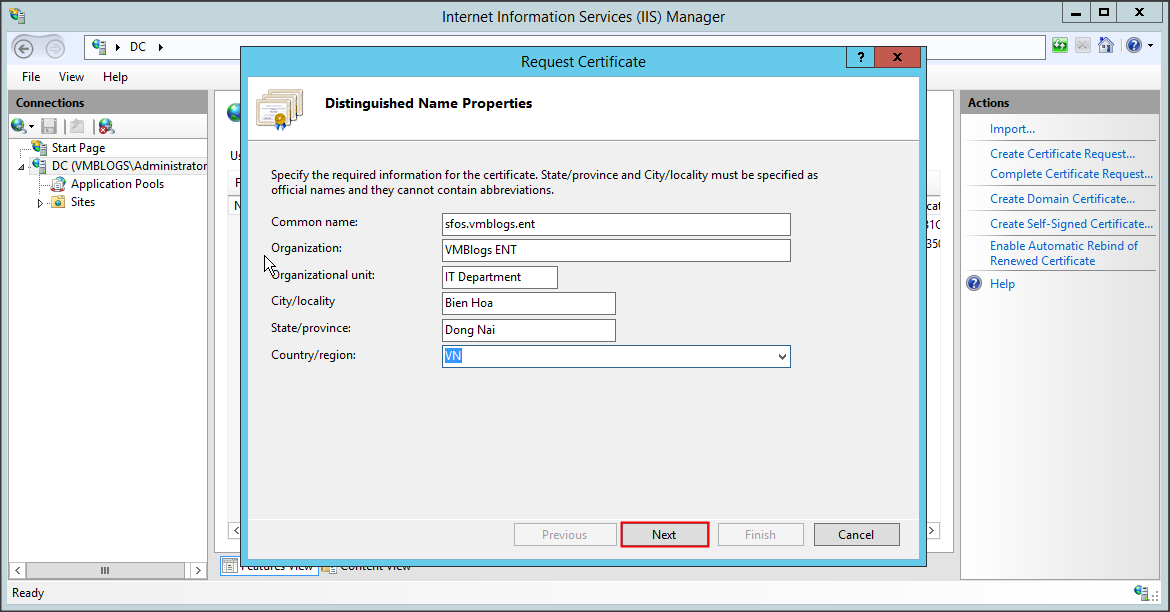 Internet Information Services (IIS) Manager
DC
File View Help
Connections
Start Page
DC (VMBLOGS\Administrator
Application Pools
Sites
Request Certificate
?
Distinguished Name Properties
Specify the required information for the certificate. State/province and City/locality must be specified as
official names and they cannot contain abbreviations.
Common name: sfos.vmblogs.ent
Organization: VMBlogs ENT
Organizational unit: IT Department
City/locality Bien Hoa
State/province: Dong Nai
Country/region: VN
Previous Next Finish Cancel
Content View
Actions
Import...
Create Certificate Request...
Complete Certificate Request...
Create Domain Certificate...
Create Self-Signed Certificate...
Enable Automatic Rebind of
Renewed Certificate
Help
Ready